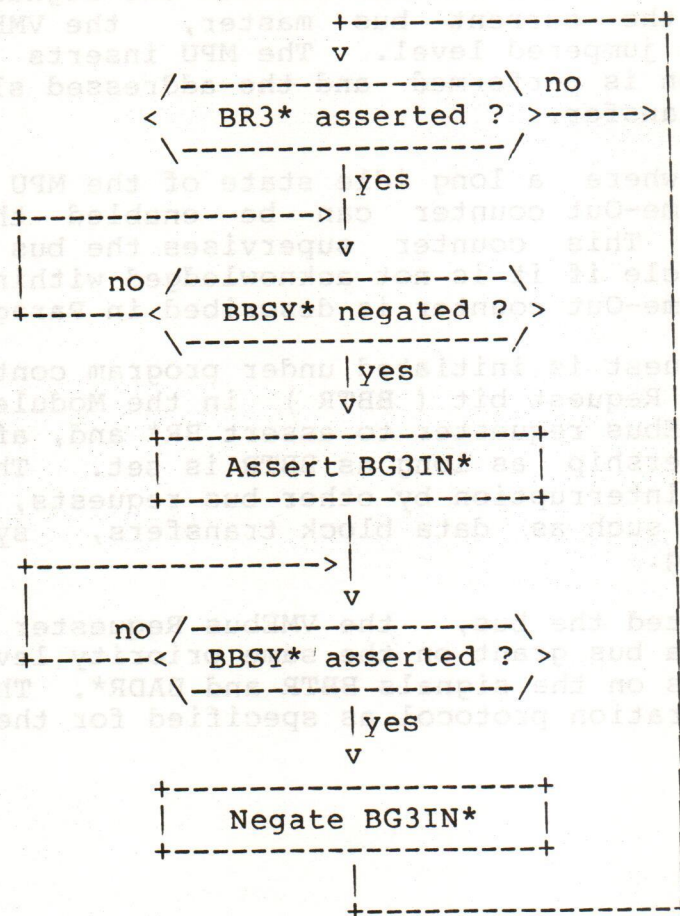 no
BR3* asserted ?
yes
no
BBSY* negated ?
yes
Assert BG3IN*
no
BBSY* asserted ?
yes
Negate BG3IN*